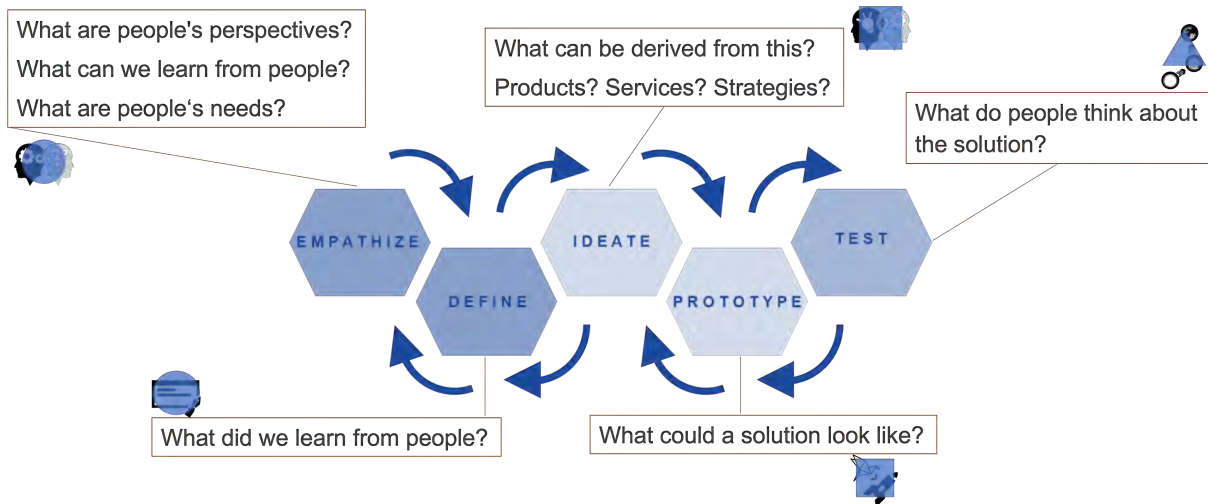 What are people's perspectives?
What can we learn from people?
What are people‘s needs?
What can be derived from this?
Products? Services? Strategies?
What do people think about
the solution?
EMPATHIZE
DEFINE
IDEATE
PROTOTYPE
TEST
What did we learn from people?
What could a solution look like?